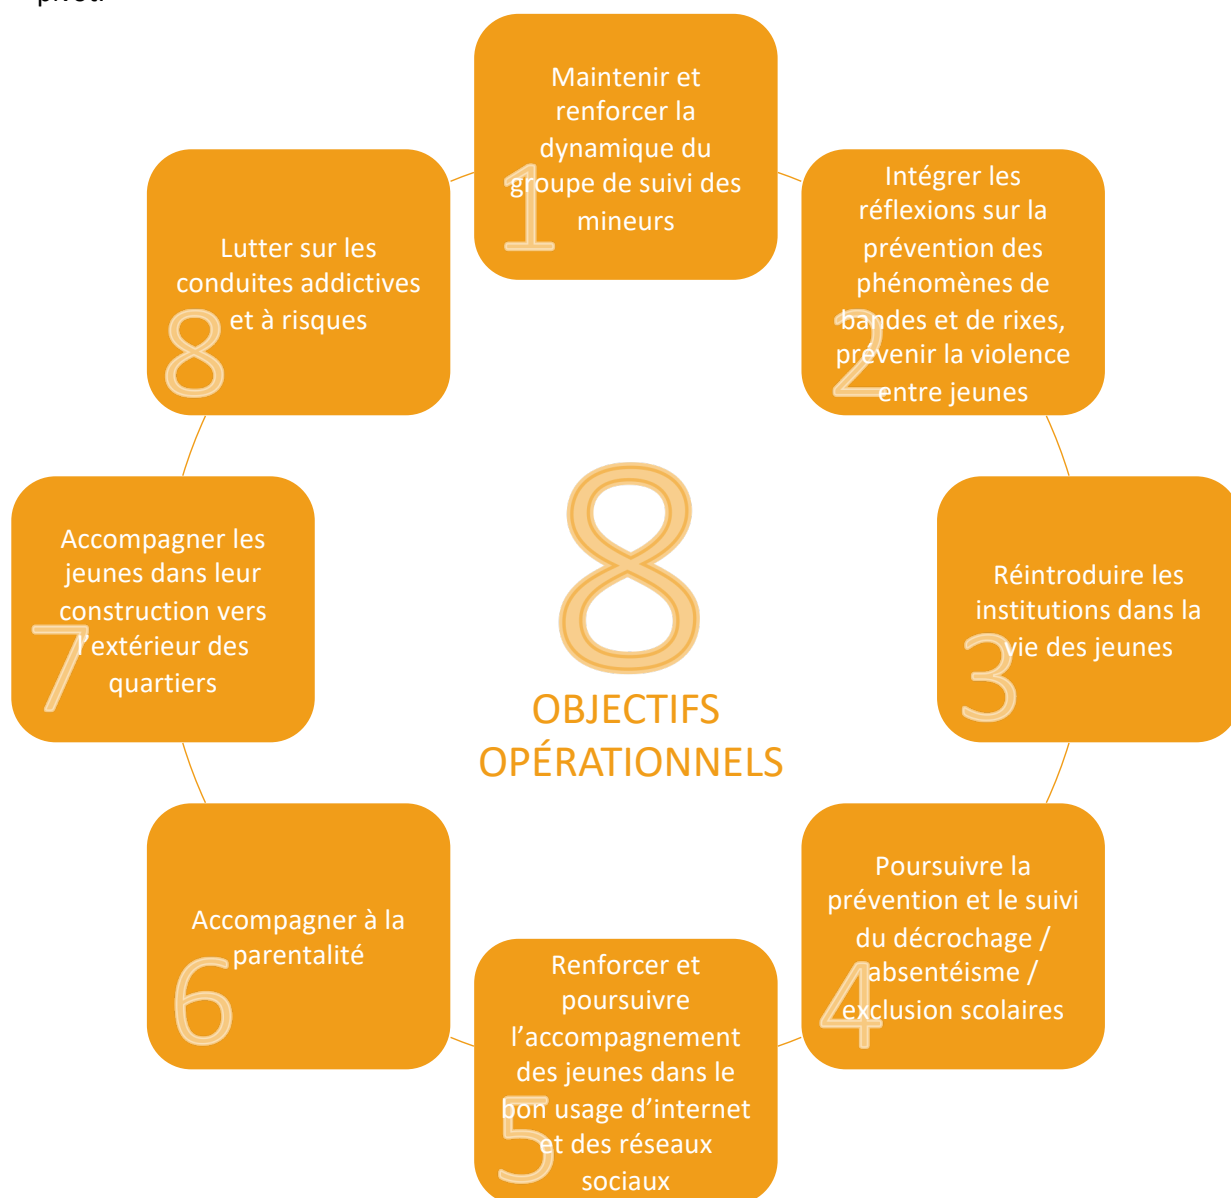 Maintenir et
renforcer la
dynamique du
groupe de suivi des
mineurs
1
Intégrer les
réflexions sur la
prévention des
phénomènes de
bandes et de rixes,
prévenir la violence
entre jeunes
2
Réintroduire les
institutions dans la
vie des jeunes
3
Poursuivre la
prévention et le suivi
du décrochage /
absentéisme /
exclusion scolaires
4
Renforcer et
poursuivre
l’accompagnement
des jeunes dans le
bon usage d’internet
et des réseaux
sociaux
5
Accompagner à la
parentalité
6
Accompagner les
jeunes dans leur
construction vers
l’extérieur des
quartiers
7
Lutter sur les
conduites addictives
et à risques
8
8
OBJECTIFS
OPÉRATIONNELS